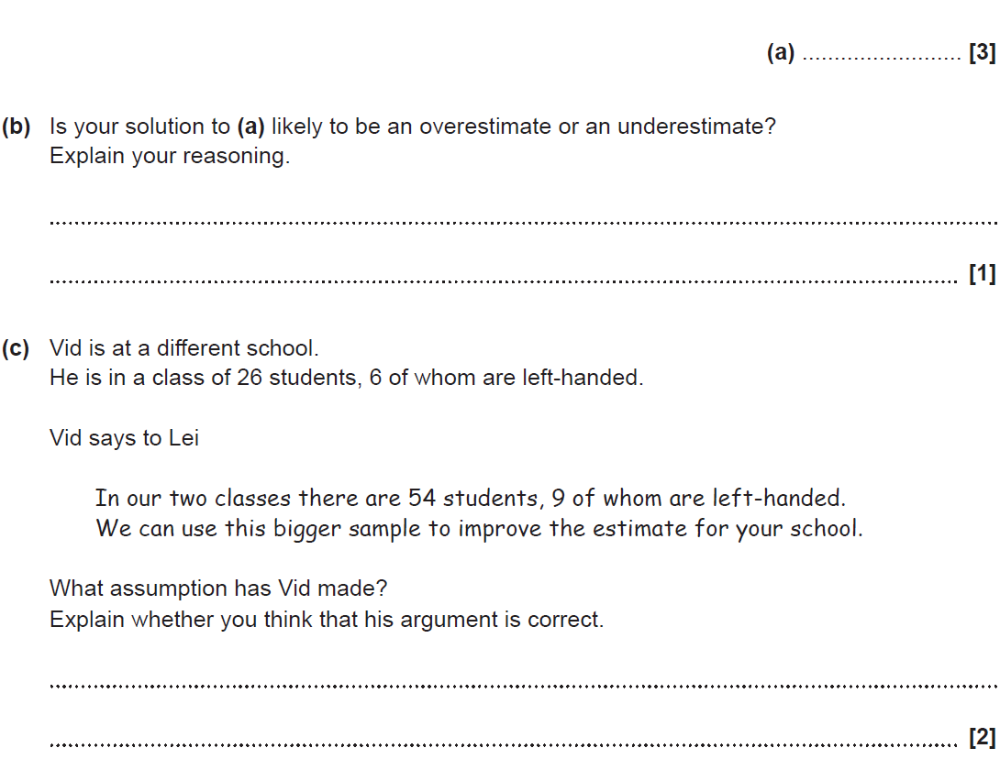 (a) ......................... [3]
(b) Is your solution to (a) likely to be an overestimate or an underestimate?
Explain your reasoning.
[1]
(c) Vid is at a different school.
He is in a class of 26 students, 6 of whom are left-handed.
Vid says to Lei
In our two classes there are 54 students, 9 of whom are left-handed.
We can use this bigger sample to improve the estimate for your school.
What assumption has Vid made?
Explain whether you think that his argument is correct.
[2]